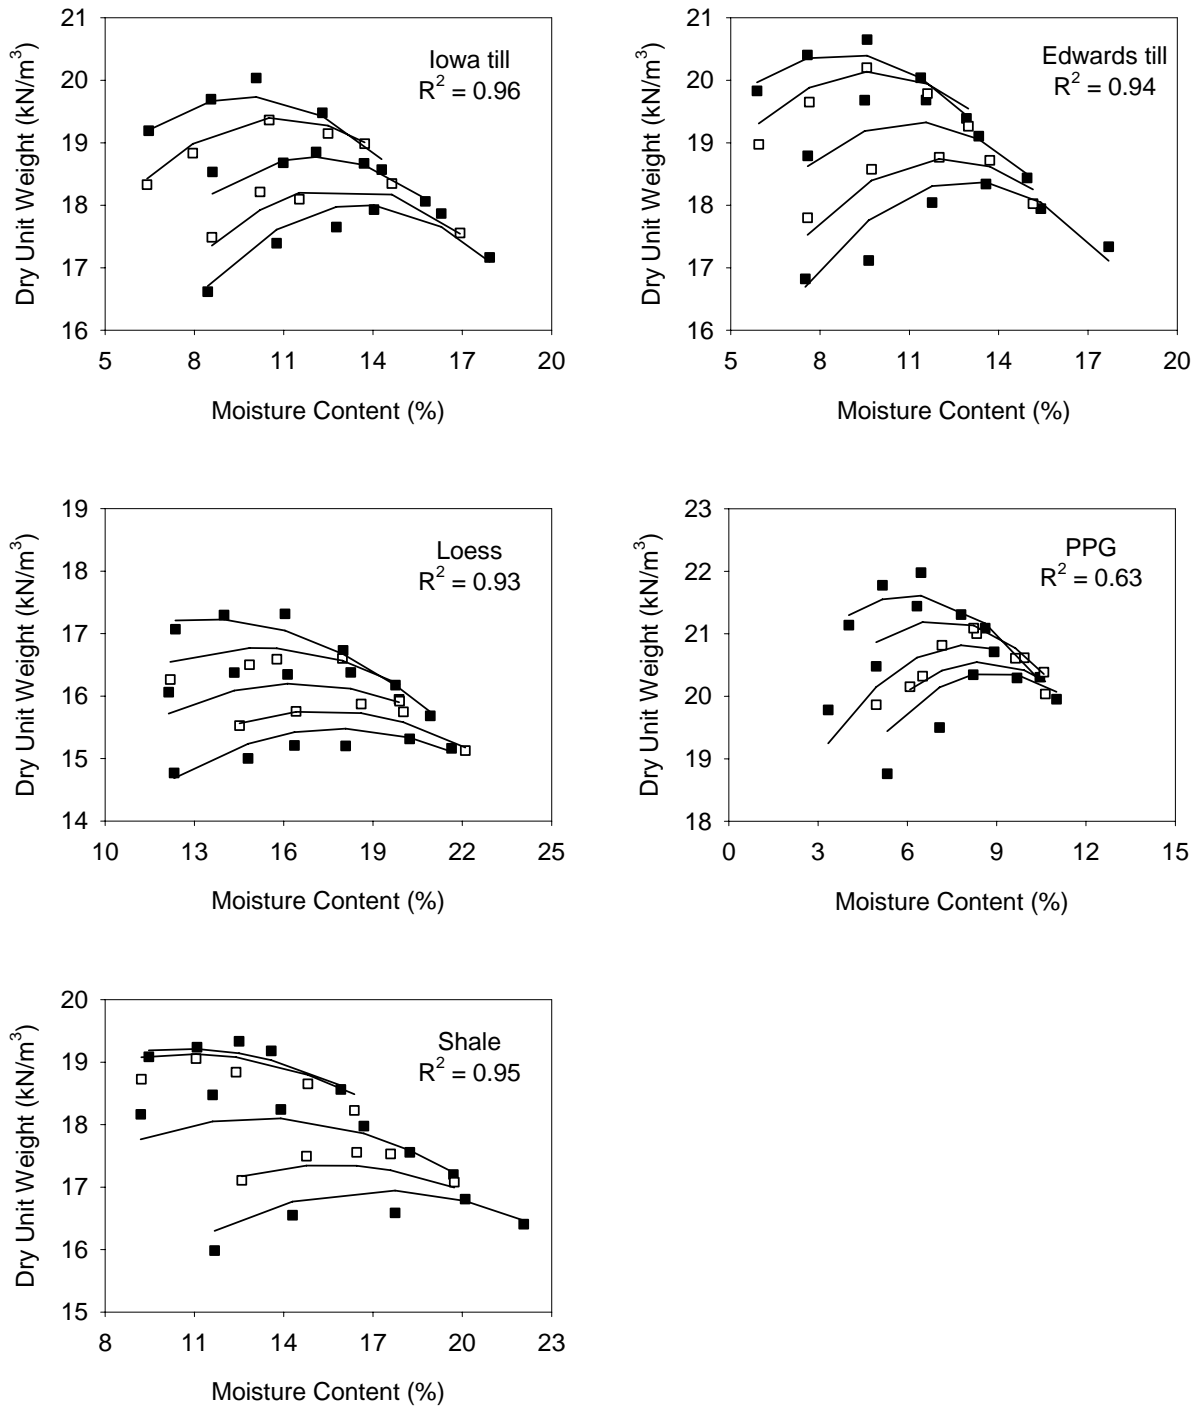 21
20
19
18
17
16
Dry Unit Weight (kN/m³)
Iowa till
R² = 0.96
5 8 11 14 17 20
Moisture Content (%)
21
20
19
18
17
16
Dry Unit Weight (kN/m³)
Edwards till
R² = 0.94
5 8 11 14 17 20
Moisture Content (%)
19
18
17
16
15
14
Dry Unit Weight (kN/m³)
Loess
R² = 0.93
10 13 16 19 22 25
Moisture Content (%)
23
22
21
20
19
18
Dry Unit Weight (kN/m³)
PPG
R² = 0.63
0 3 6 9 12 15
Moisture Content (%)
20
19
18
17
16
15
Dry Unit Weight (kN/m³)
Shale
R² = 0.95
8 11 14 17 20 23
Moisture Content (%)